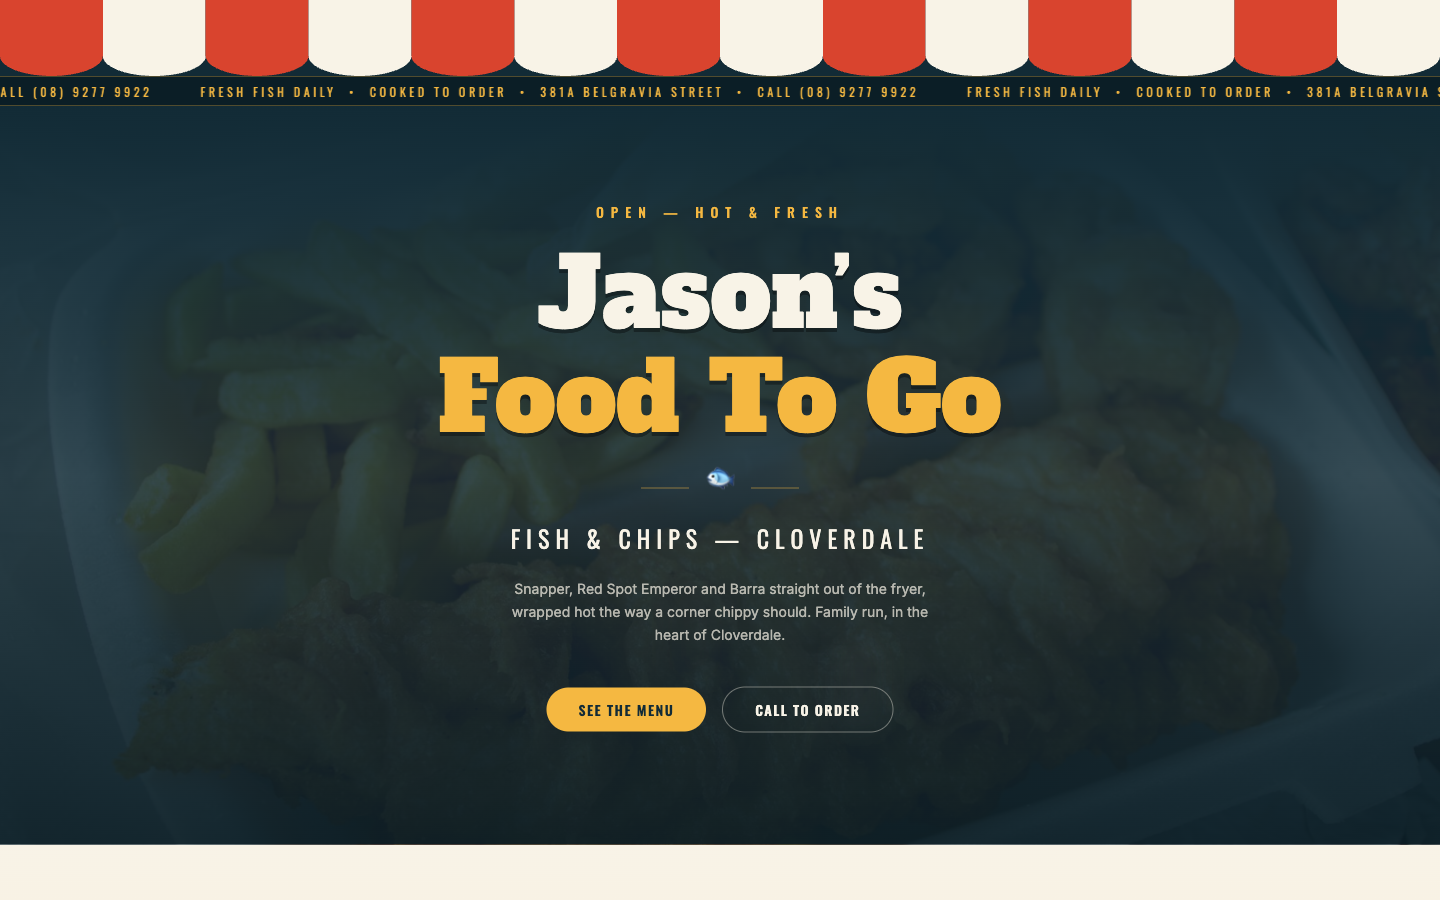 ALL (08) 9277 9922 FRESH FISH DAILY • COOKED TO ORDER • 381A BELGRAVIA STREET • CALL (08) 9277 9922 FRESH FISH DAILY • COOKED TO ORDER • 381A BELGRAVIA
OPEN — HOT & FRESH
Jason's
Food To Go
FISH & CHIPS — CLOVERDALE
Snapper, Red Spot Emperor and Barra straight out of the fryer,
wrapped hot the way a corner chippy should. Family run, in the
heart of Cloverdale.
SEE THE MENU CALL TO ORDER